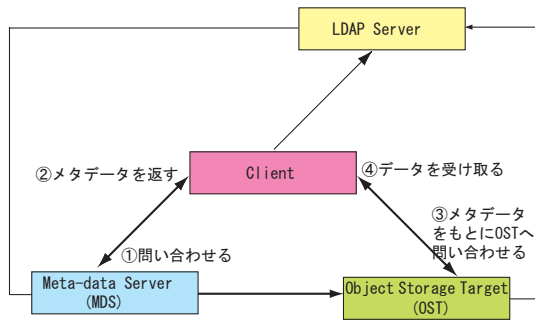 LDAP Server
②メタデータを返す
Client
④データを受け取る
③メタデータ
をもとにOSTへ
問い合わせる
①問い合わせる
Meta-data Server
(MDS)
Object Storage Target
(OST)